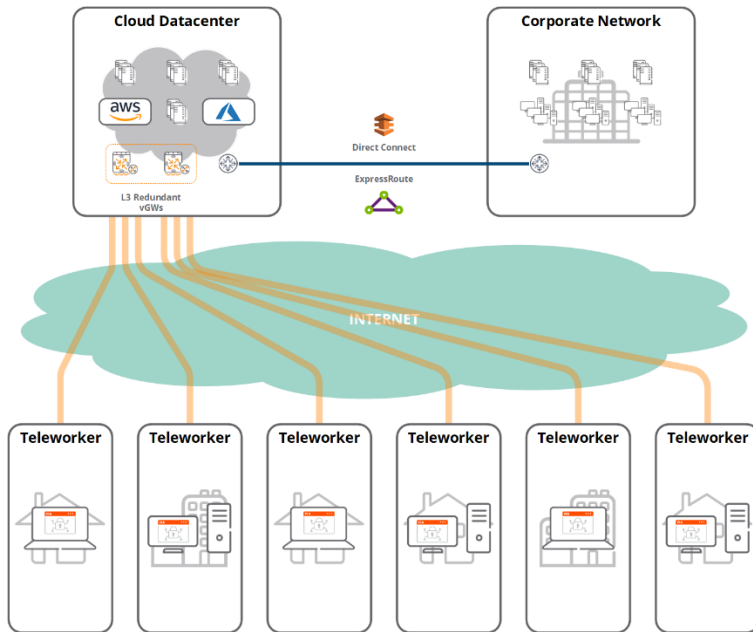 Cloud Datacenter
Corporate Network
aws
Direct Connect
ExpressRoute
L3 Redundant
vGWs
INTERNET
Teleworker
Teleworker
Teleworker
Teleworker
Teleworker
Teleworker